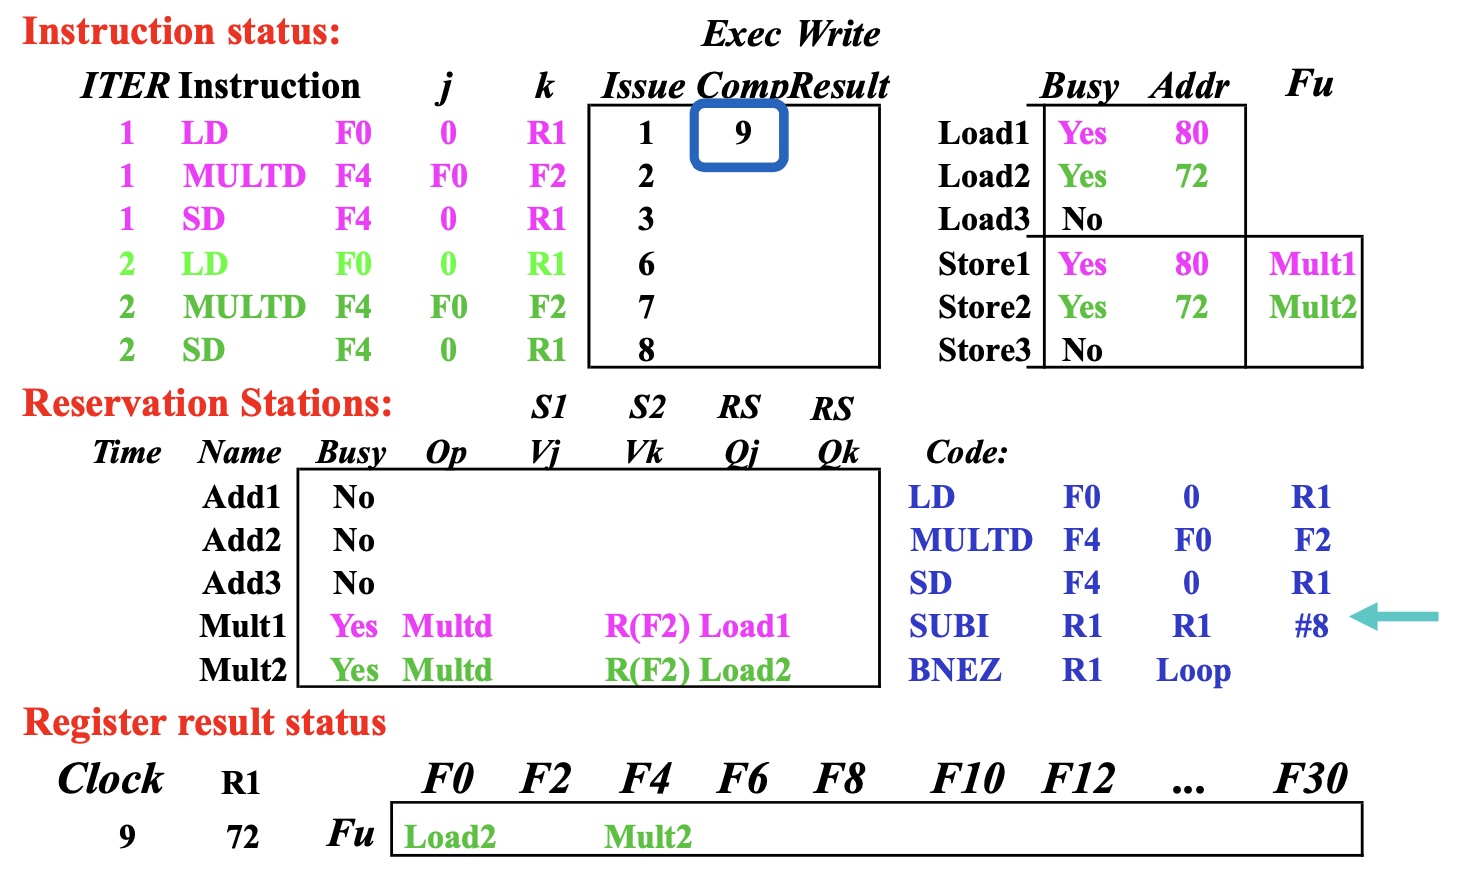 Instruction status: Exec Write
ITER Instruction j k Issue Comp Result Busy Addr Fu
1 LD F0 0 R1 1 9 Load1 Yes 80
1 MULTD F4 F0 F2 2 Load2 Yes 72
1 SD F4 0 R1 3 Load3 No
2 LD F0 0 R1 6 Store1 Yes 80 Mult1
2 MULTD F4 F0 F2 7 Store2 Yes 72 Mult2
2 SD F4 0 R1 8 Store3 No
Reservation Stations: S1 S2 RS RS
Time Name Busy Op Vj Vk Qj Qk Code:
Add1 No LD F0 0 R1
Add2 No MULTD F4 F0 F2
Add3 No SD F4 0 R1
Mult1 Yes Multd R(F2) Load1 SUBI R1 R1 #8
Mult2 Yes Multd R(F2) Load2 BNEZ R1 Loop
Register result status
Clock R1 F0 F2 F4 F6 F8 F10 F12 ... F30
9 72 Fu Load2 Mult2